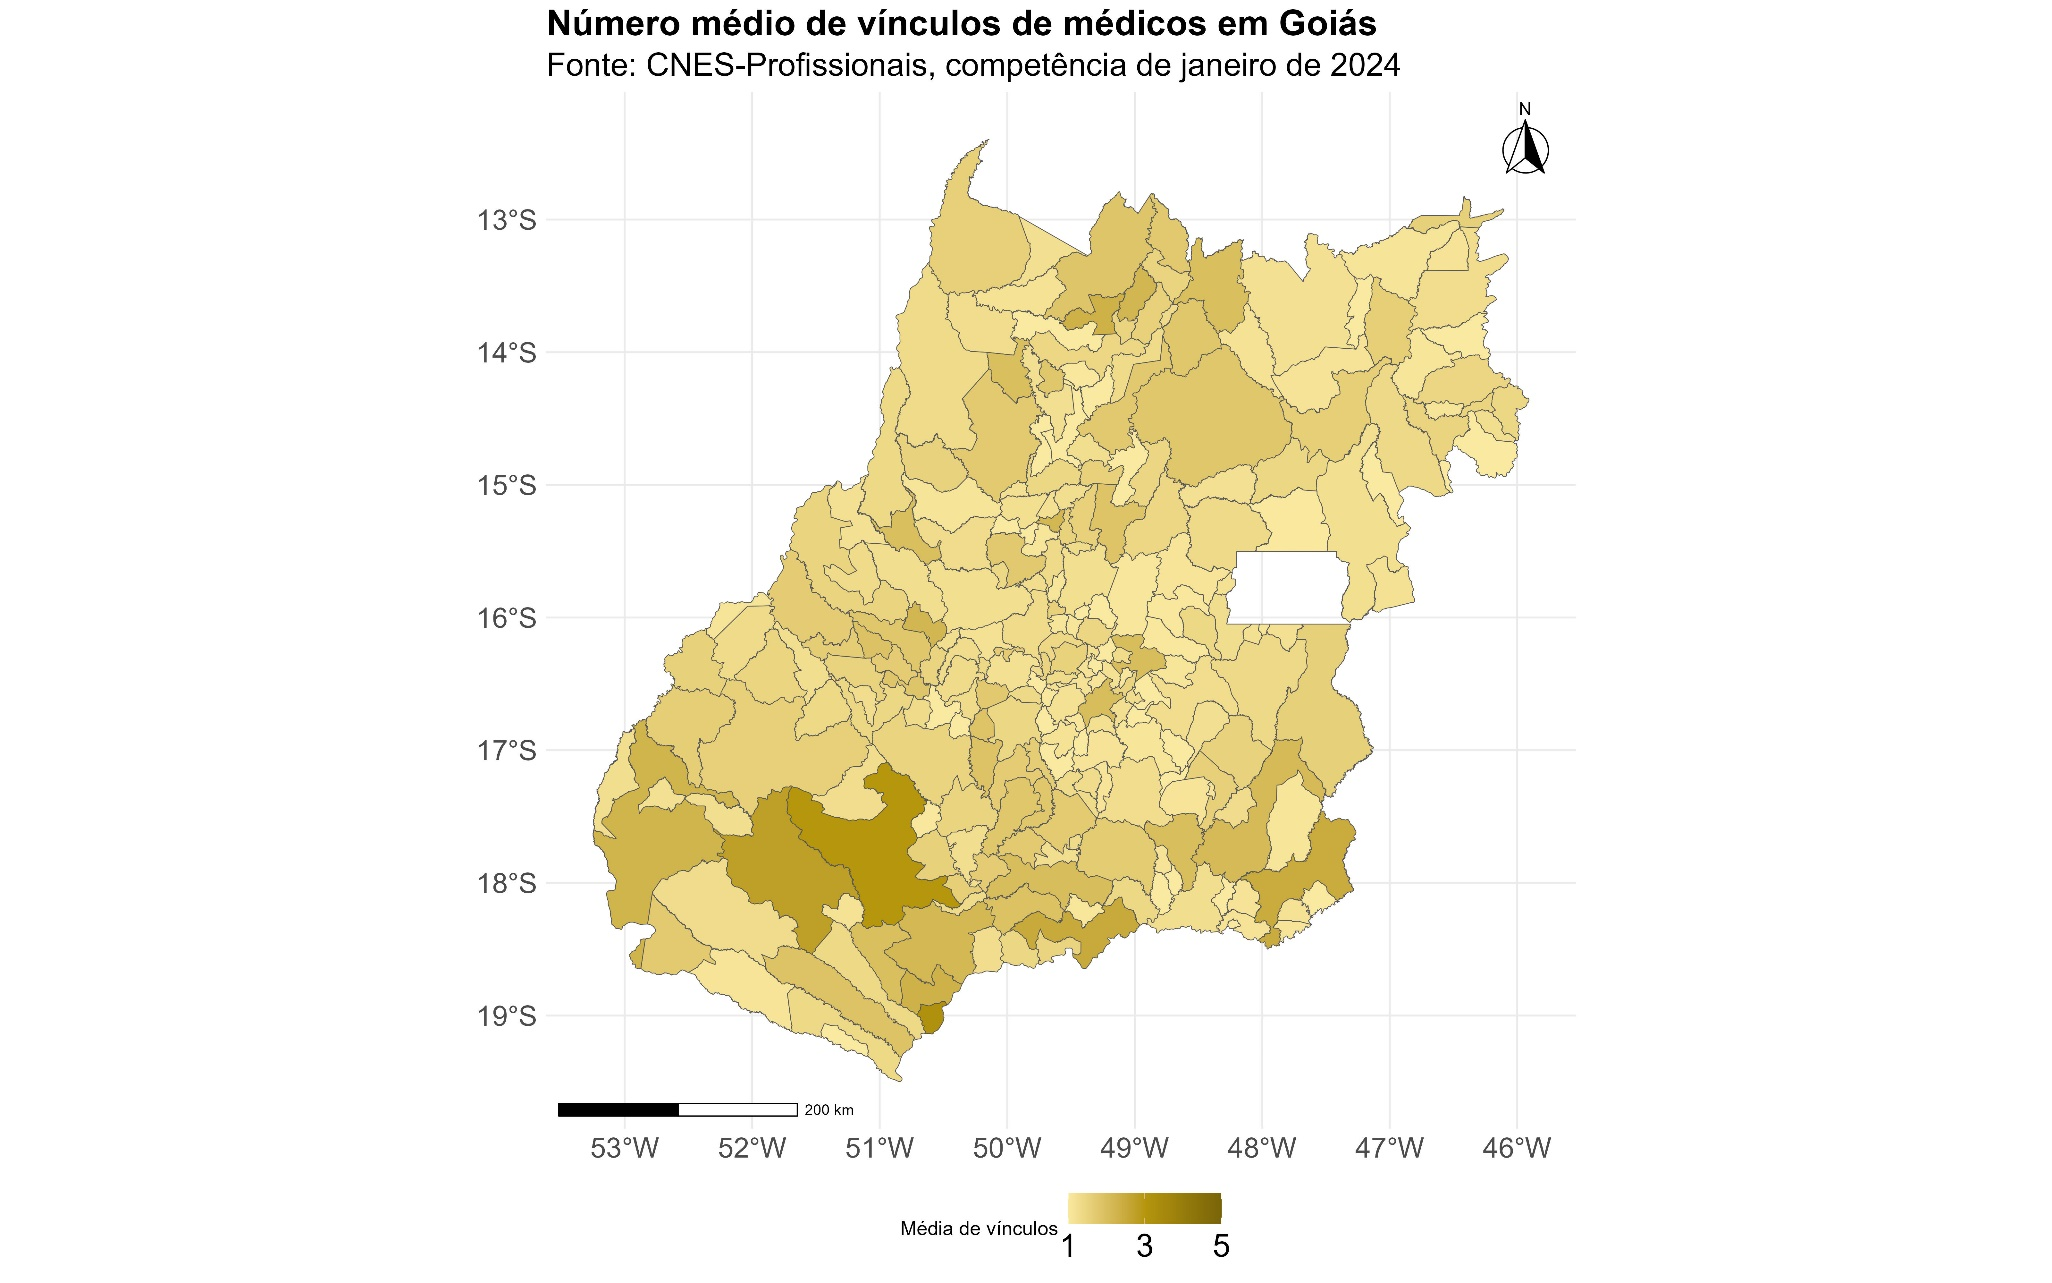 Número médio de vínculos de médicos em Goiás
Fonte: CNES-Profissionais, competência de janeiro de 2024
N
13°S
14°S
15°S
16°S
17°S
18°S
19°S
200 km
53°W 52°W 51°W 50°W 49°W 48°W 47°W 46°W
Média de vínculos
1 3 5